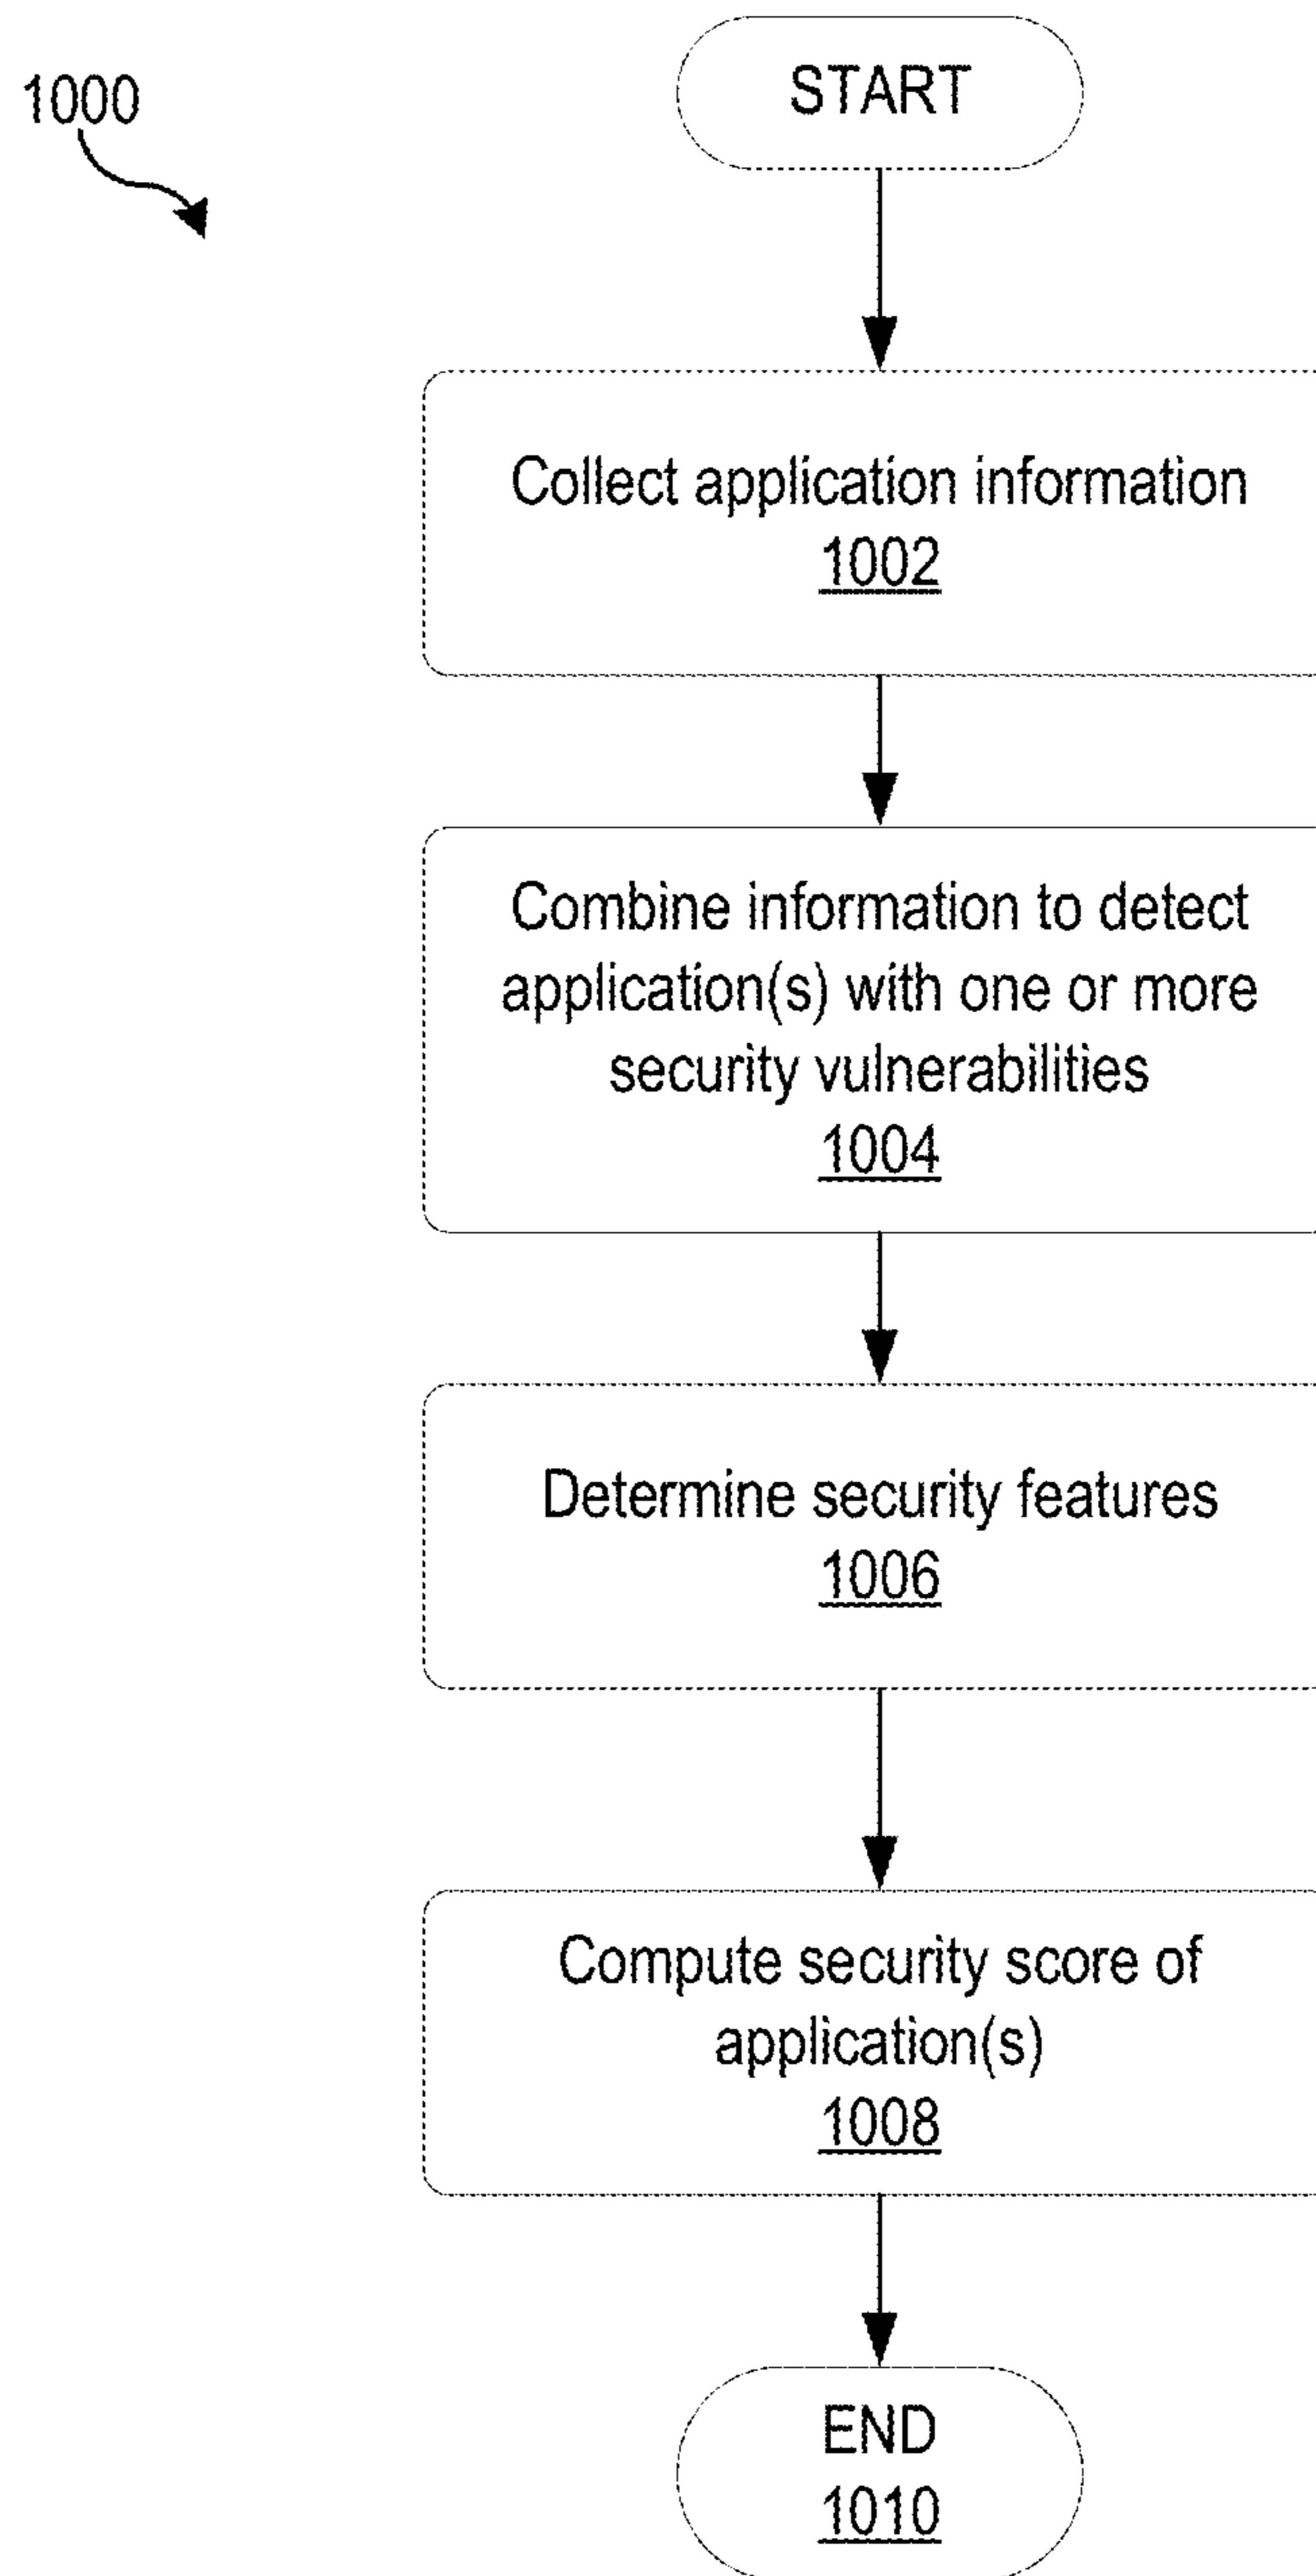 1000
START
Collect application information
1002
Combine information to detect
application(s) with one or more
security vulnerabilities
1004
Determine security features
1006
Compute security score of
application(s)
1008
END
1010